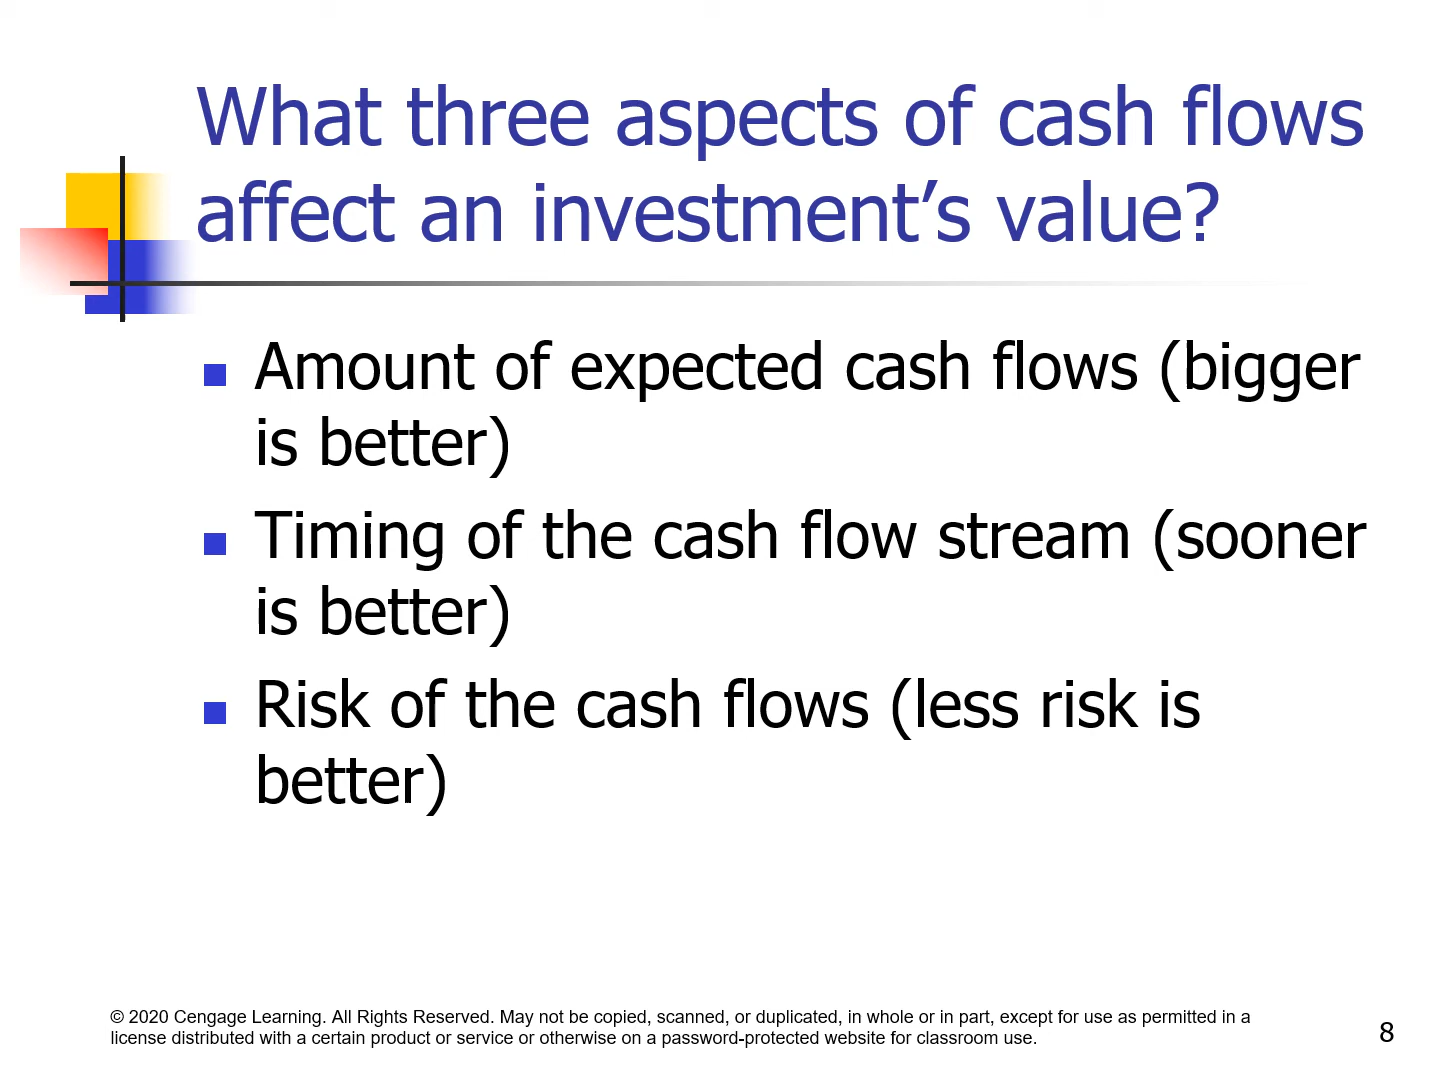 What three aspects of cash flows
affect an investment’s value?
Amount of expected cash flows (bigger
is better)
Timing of the cash flow stream (sooner
is better)
Risk of the cash flows (less risk is
better)
© 2020 Cengage Learning. All Rights Reserved. May not be copied, scanned, or duplicated, in whole or in part, except for use as permitted in a
license distributed with a certain product or service or otherwise on a password-protected website for classroom use.
8